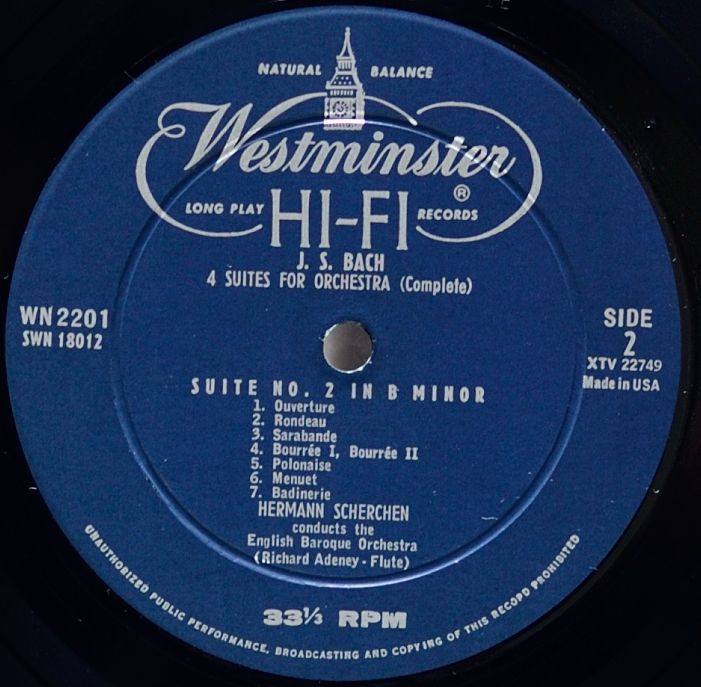 NATURAL BALANCE
Westminster ®
LONG PLAY HI-FI RECORDS
J. S. BACH
4 SUITES FOR ORCHESTRA (Complete)
WN 2201
SWN 18012
SIDE
2
XTV 22749
Made in USA
SUITE NO. 2 IN B MINOR
1. Ouverture
2. Rondeau
3. Sarabande
4. Bourrée I, Bourrée II
5. Polonaise
6. Menuet
7. Badinerie
HERMANN SCHERCHEN
conducts the
English Baroque Orchestra
(Richard Adeney - Flute)
33⅓ RPM
UNAUTHORIZED PUBLIC PERFORMANCE, BROADCASTING AND COPYING OF THIS RECORD PROHIBITED